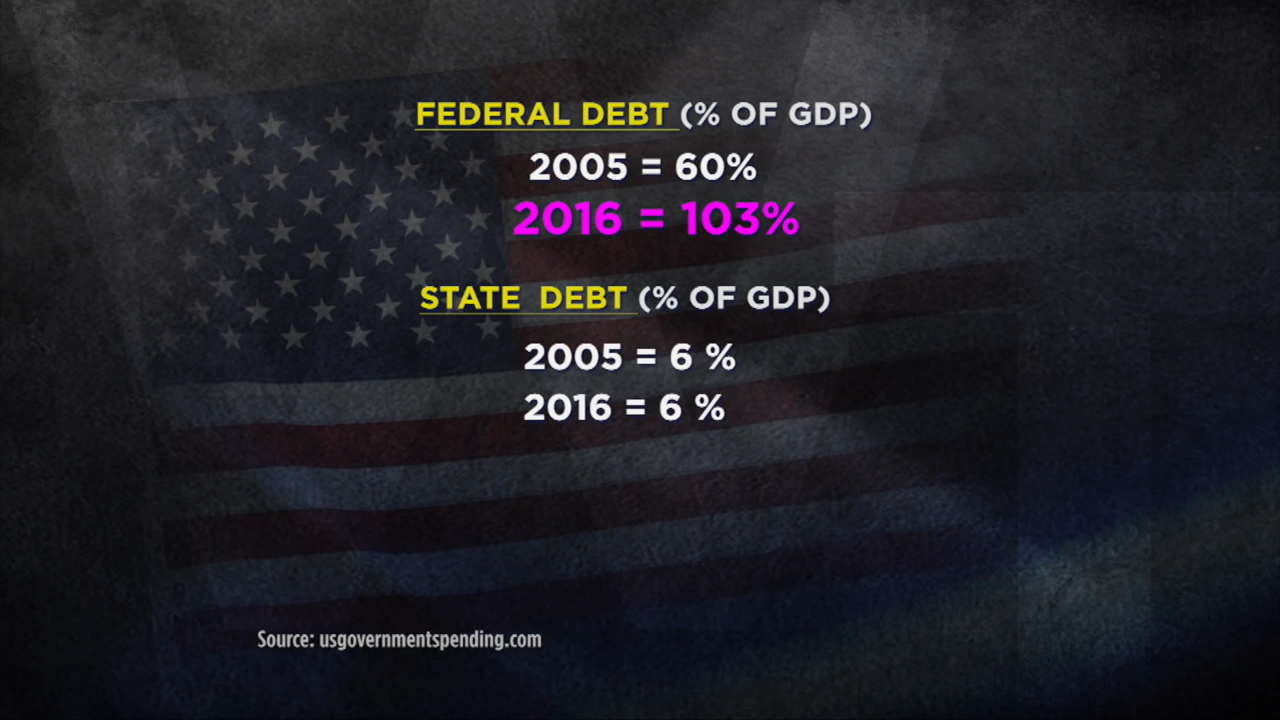 FEDERAL DEBT (% OF GDP)
2005 = 60%
2016 = 103%
STATE DEBT (% OF GDP)
2005 = 6 %
2016 = 6 %
Source: usgovernmentspending.com